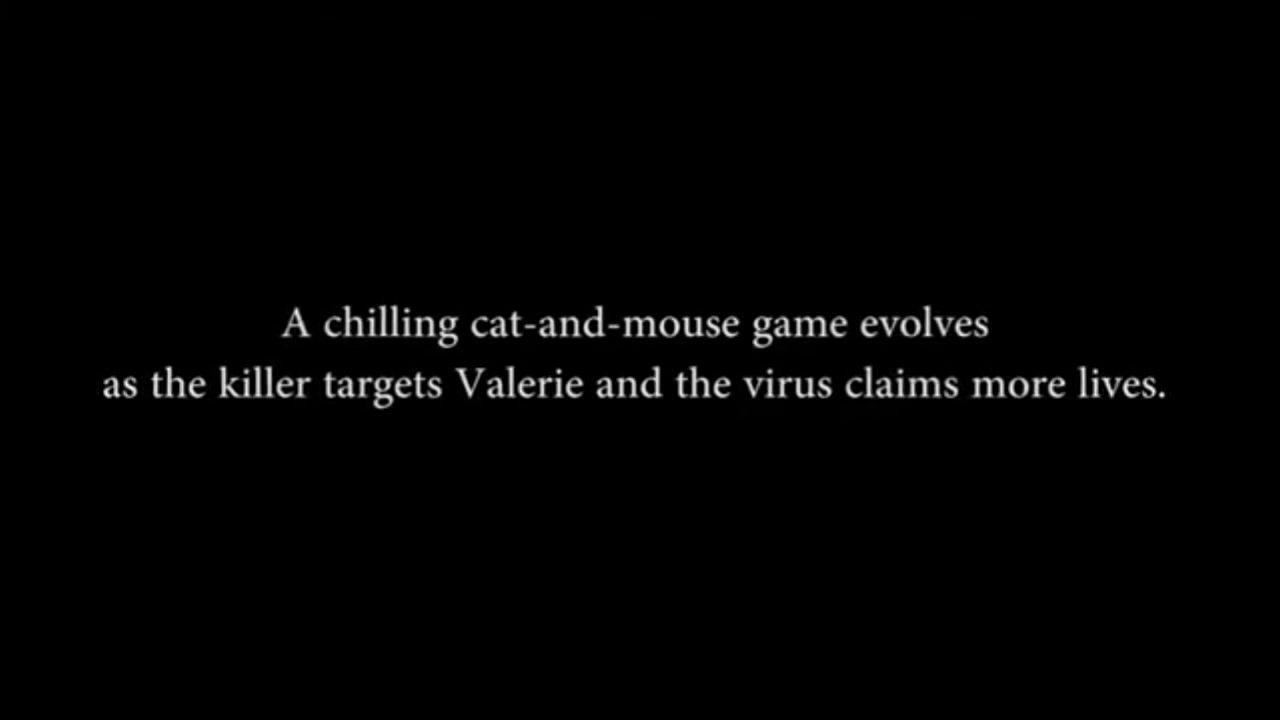 A chilling cat-and-mouse game evolves
as the killer targets Valerie and the virus claims more lives.